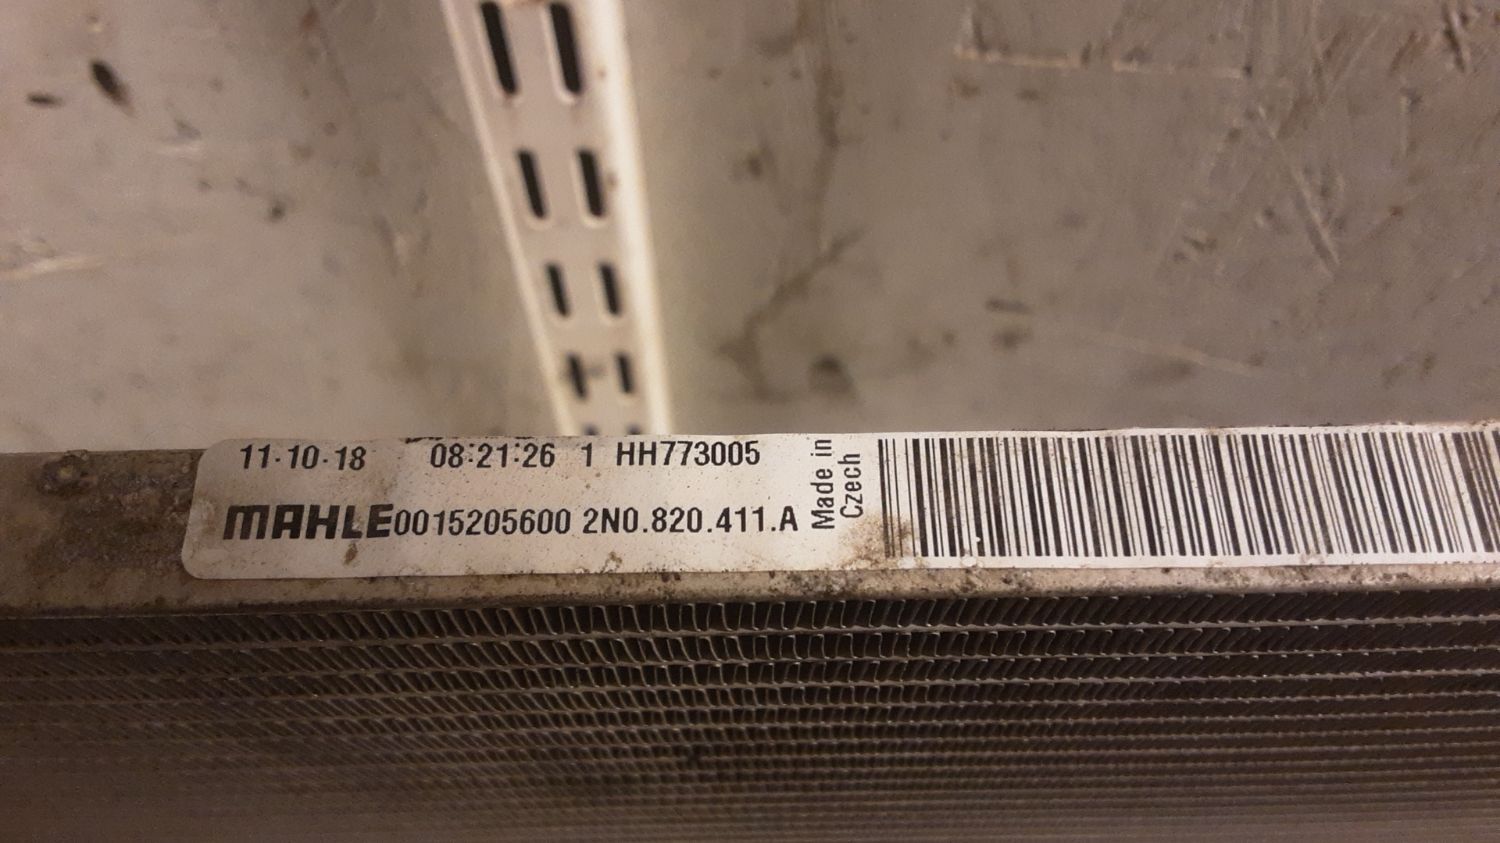 11-10-18 08:21:26 1 HH773005
MAHLE0015205600 2N0.820.411.A
Made in
Czech